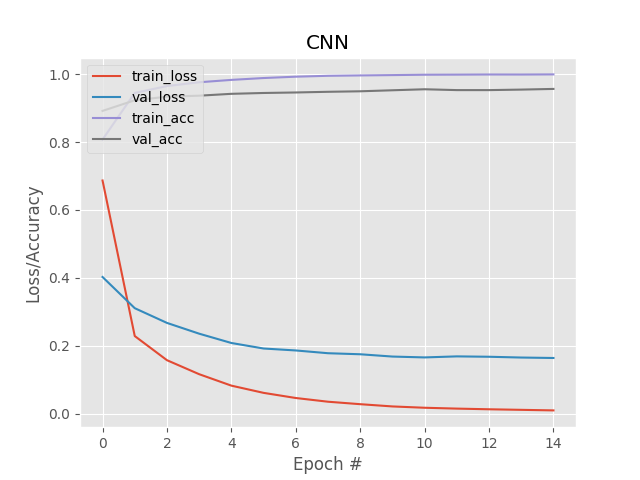 CNN
train_loss
val_loss
train_acc
val_acc
1.0
0.8
0.6
0.4
0.2
0.0
Loss/Accuracy
0 2 4 6 8 10 12 14
Epoch #